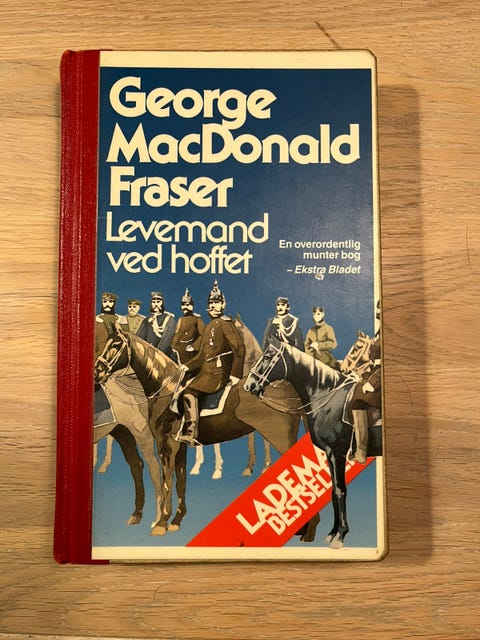 George
MacDonald
Fraser
Levemand
ved hoffet
En overordentlig
munter bog
– Ekstra Bladet